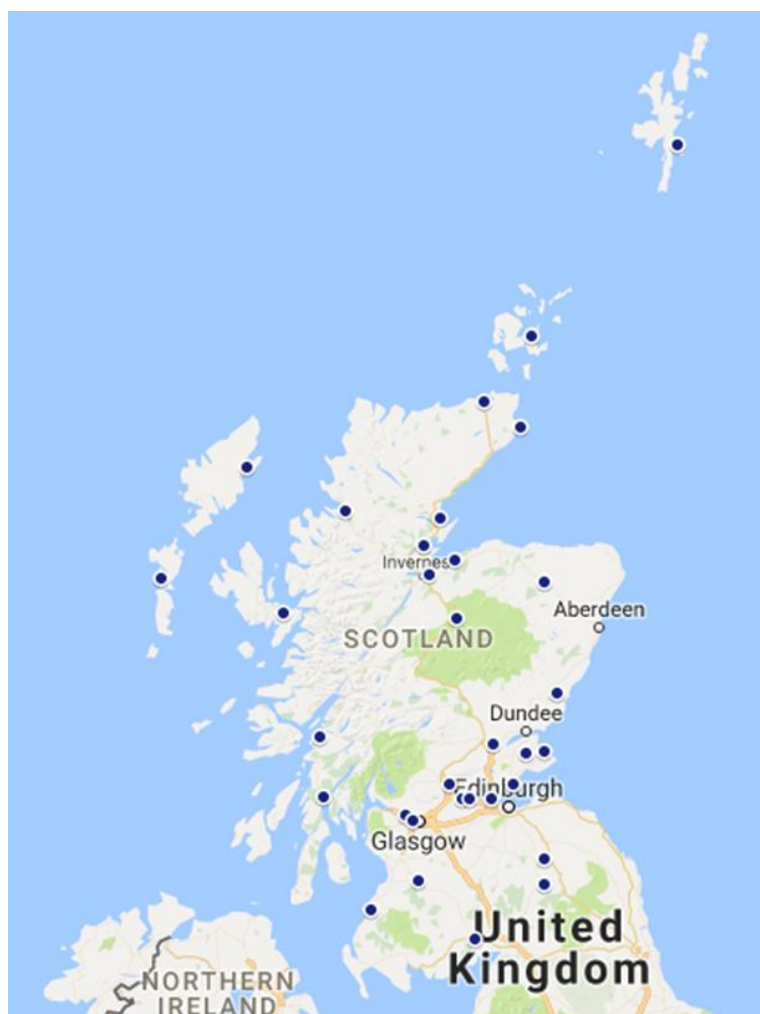 Invernes
Aberdeen
SCOTLAND
Dundee
Edinburgh
Glasgow
United
Kingdom
NORTHERN
IRELAND